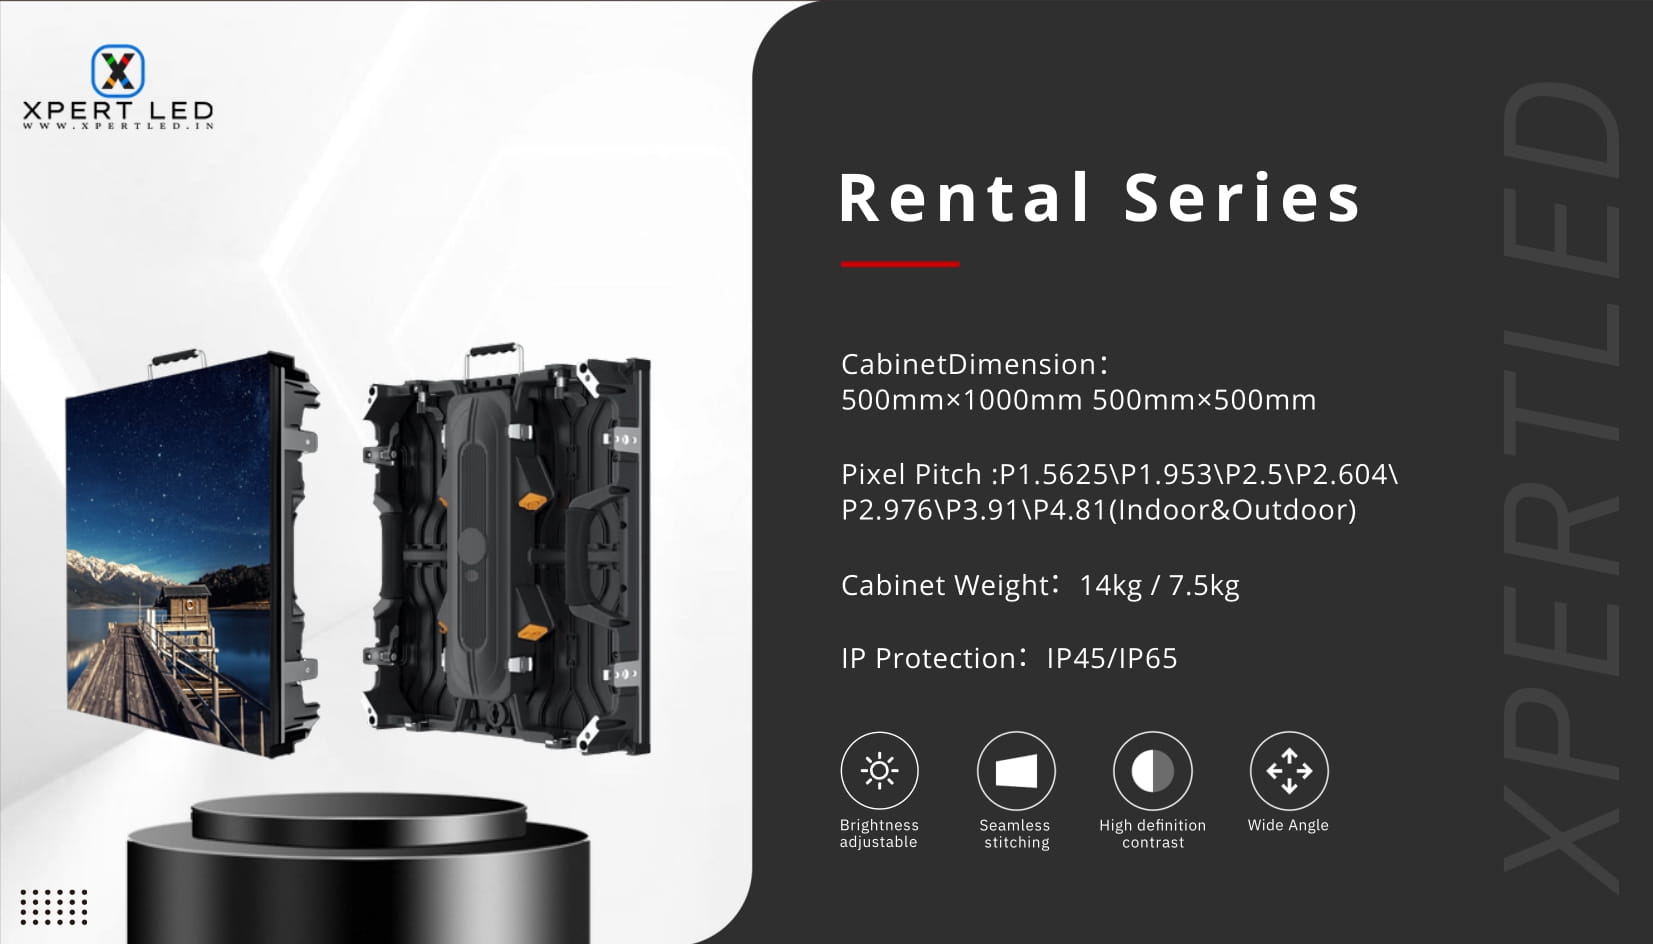 XPERT LED
WWW.XPERTLED.IN
Rental Series
CabinetDimension：
500mm×1000mm 500mm×500mm
Pixel Pitch :P1.5625\P1.953\P2.5\P2.604\
P2.976\P3.91\P4.81(Indoor&Outdoor)
Cabinet Weight：14kg / 7.5kg
IP Protection：IP45/IP65
Brightness
adjustable
Seamless
stitching
High definition
contrast
Wide Angle
XPERTLED